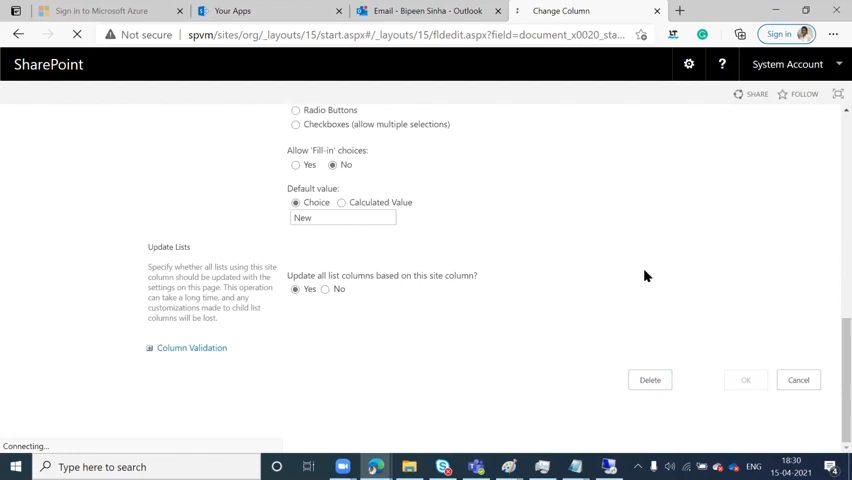 Sign in to Microsoft Azure
Your Apps
Email - Bipeen Sinha - Outlook
Change Column
Not secure
spvm/sites/org/_layouts/15/start.aspx#/_layouts/15/fldedit.aspx?field=document_x0020_sta...
Sign in
SharePoint
System Account
SHARE
FOLLOW
Radio Buttons
Checkboxes (allow multiple selections)
Allow 'Fill-in' choices:
Yes No
Default value:
Choice Calculated Value
New
Update Lists
Specify whether all lists using this site
column should be updated with the
settings on this page. This operation
can take a long time, and any
customizations made to child list
columns will be lost.
Update all list columns based on this site column?
Yes No
Column Validation
Delete
OK
Cancel
Connecting...
Type here to search
ENG
18:30
15-04-2021
4